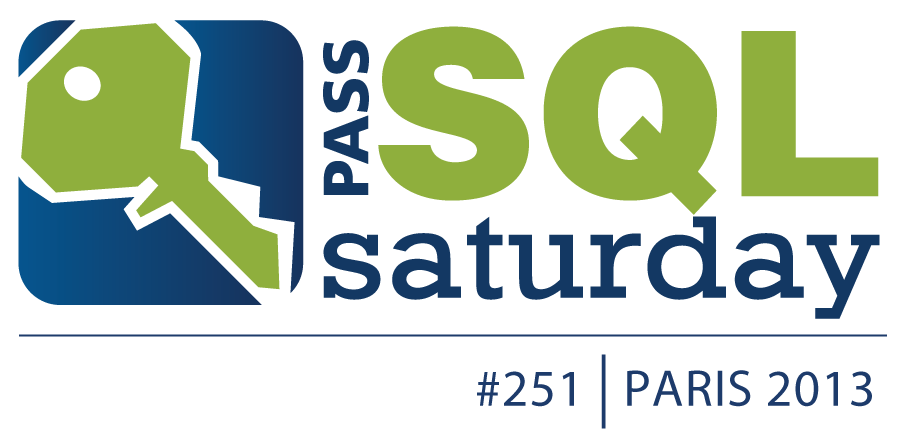 PASS
SQL
saturday
#251 | PARIS 2013